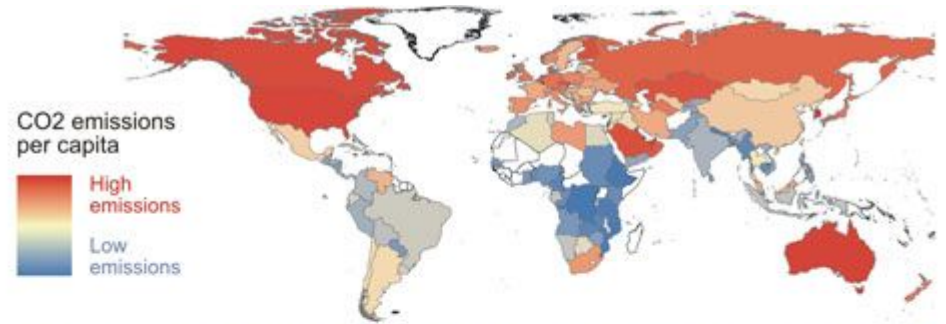 CO2 emissions
per capita
High
emissions
Low
emissions